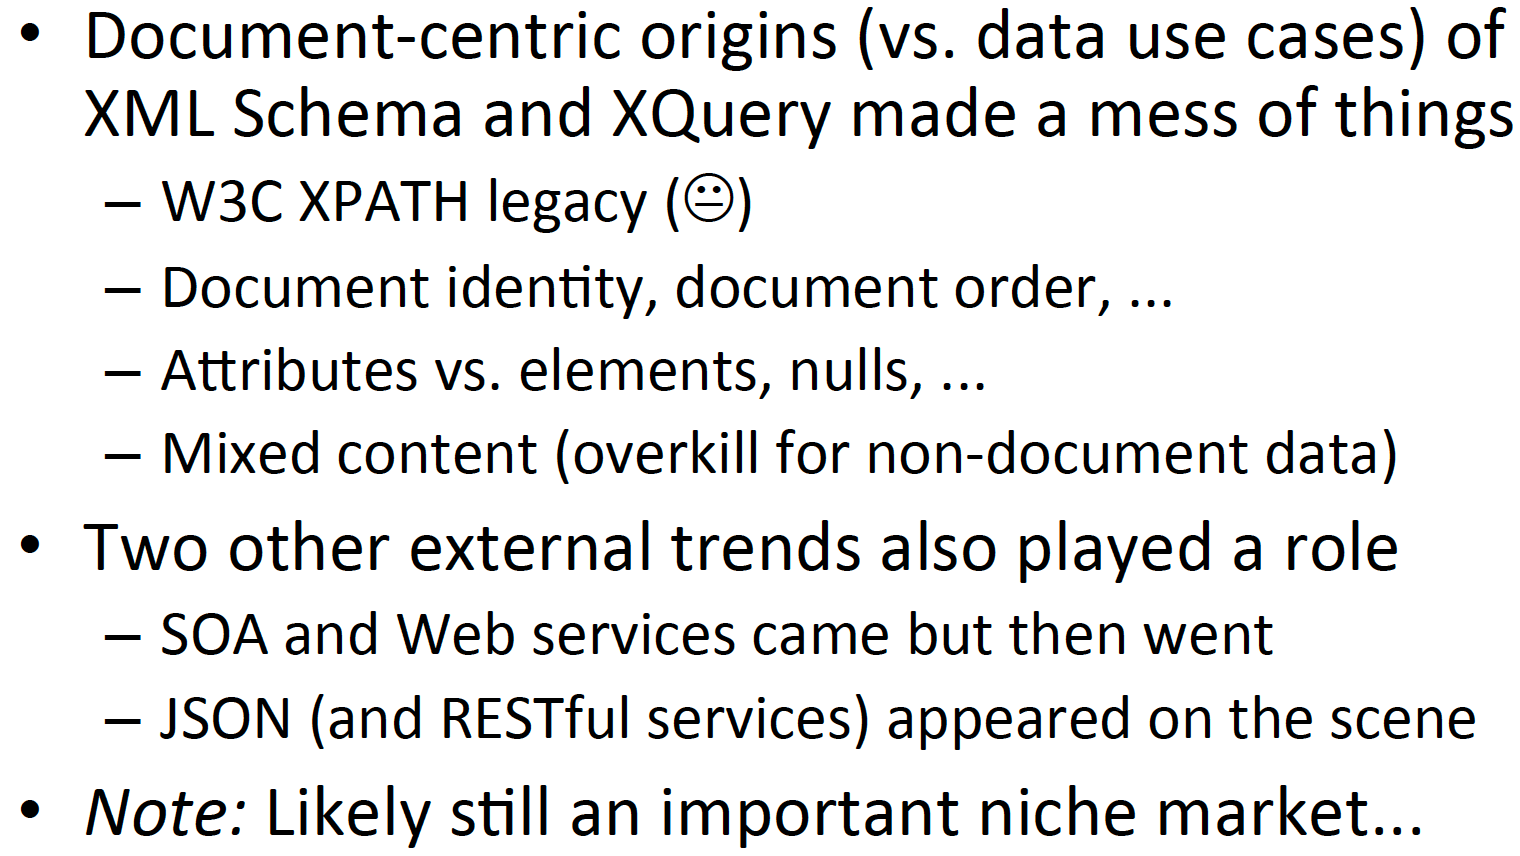 • Document-centric origins (vs. data use cases) of
XML Schema and XQuery made a mess of things
– W3C XPATH legacy (😐)
– Document identity, document order, ...
– Attributes vs. elements, nulls, ...
– Mixed content (overkill for non-document data)
• Two other external trends also played a role
– SOA and Web services came but then went
– JSON (and RESTful services) appeared on the scene
• Note: Likely still an important niche market...